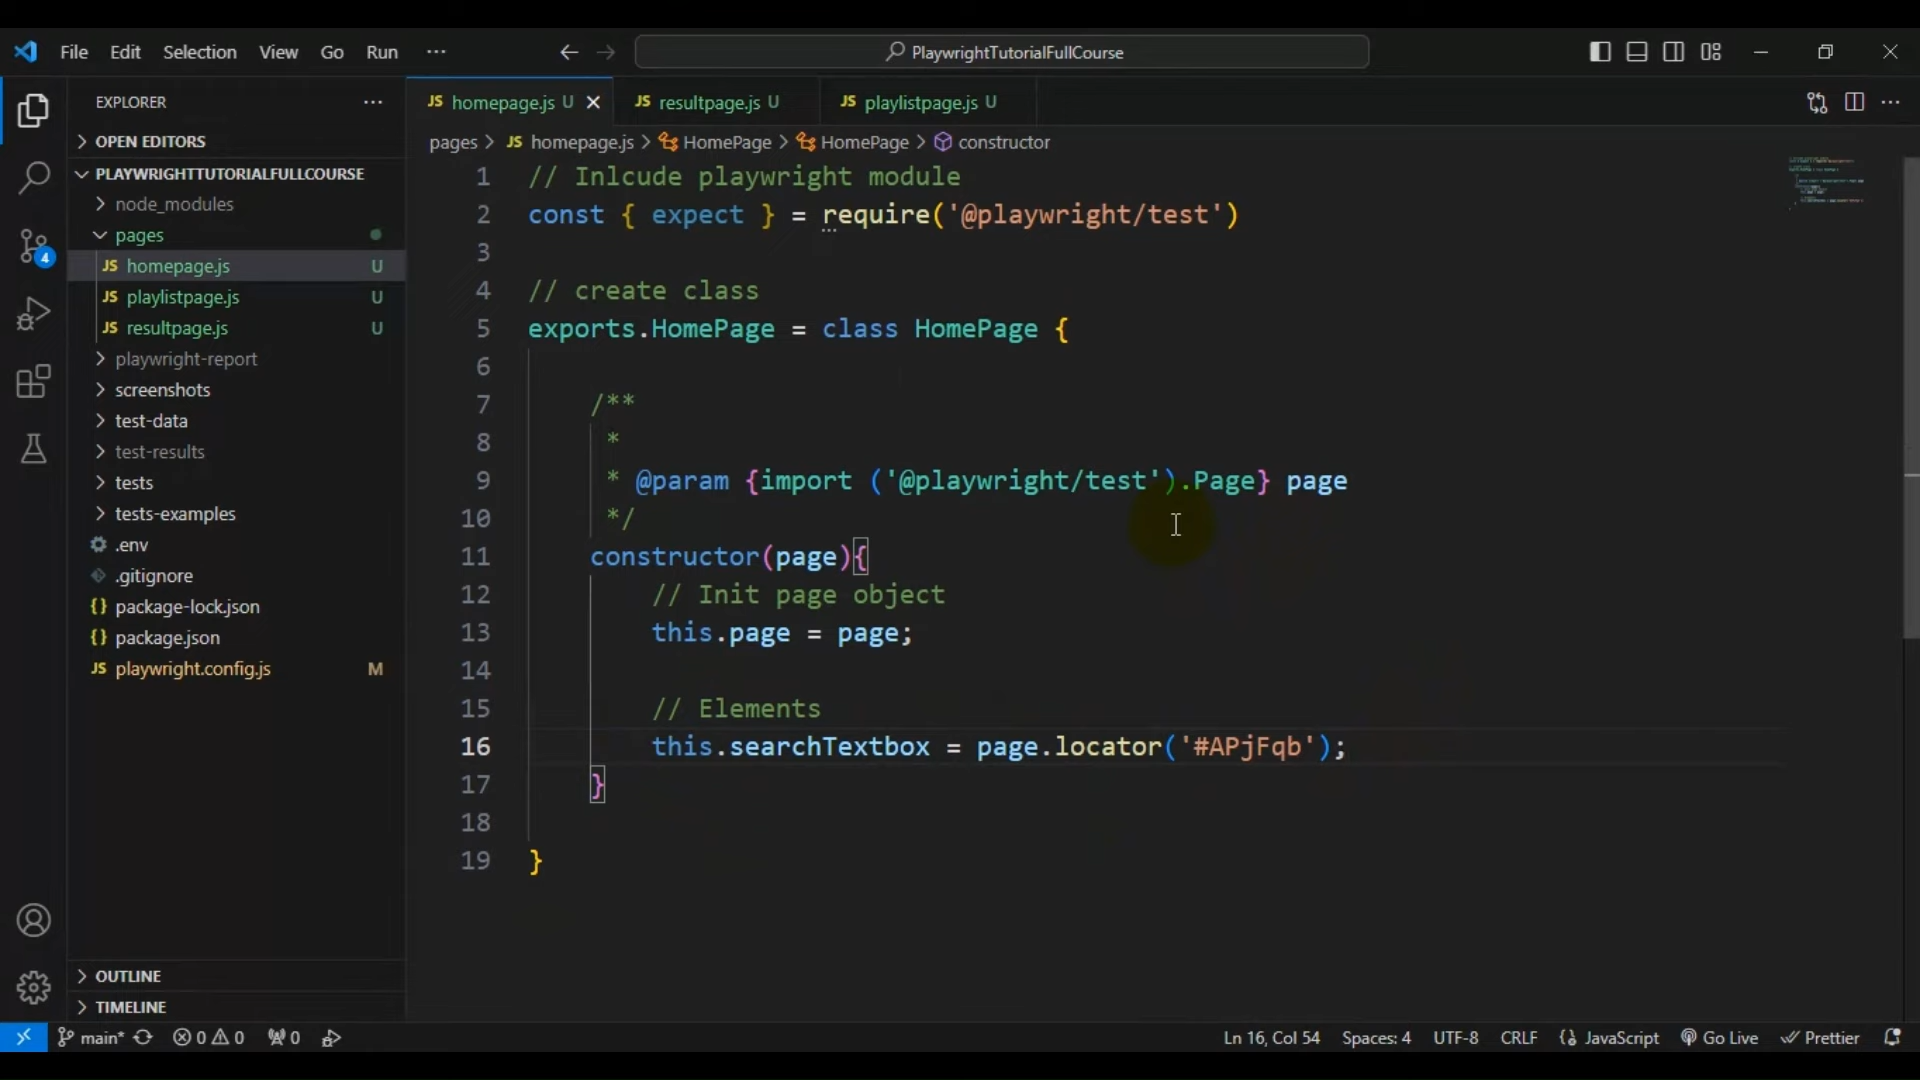 File Edit Selection View Go Run ··· PlaywrightTutorialFullCourse
EXPLORER ···
OPEN EDITORS
PLAYWRIGHTTUTORIALFULLCOURSE
node_modules
pages
JS homepage.js U
JS playlistpage.js U
JS resultpage.js U
playwright-report
screenshots
test-data
test-results
tests
tests-examples
.env
.gitignore
{} package-lock.json
{} package.json
JS playwright.config.js M
OUTLINE
TIMELINE
4
JS homepage.js U JS resultpage.js U JS playlistpage.js U
pages > JS homepage.js > HomePage > HomePage > constructor
1 // Inlcude playwright module
2 const { expect } = require('@playwright/test')
3
4 // create class
5 exports.HomePage = class HomePage {
6
7 /**
8 *
9 * @param {import ('@playwright/test').Page} page
10 */
11 constructor(page){
12 // Init page object
13 this.page = page;
14
15 // Elements
16 this.searchTextbox = page.locator('#APjFqb');
17 }
18
19 }
main* 0 0 0 Ln 16, Col 54 Spaces: 4 UTF-8 CRLF {} JavaScript Go Live Prettier